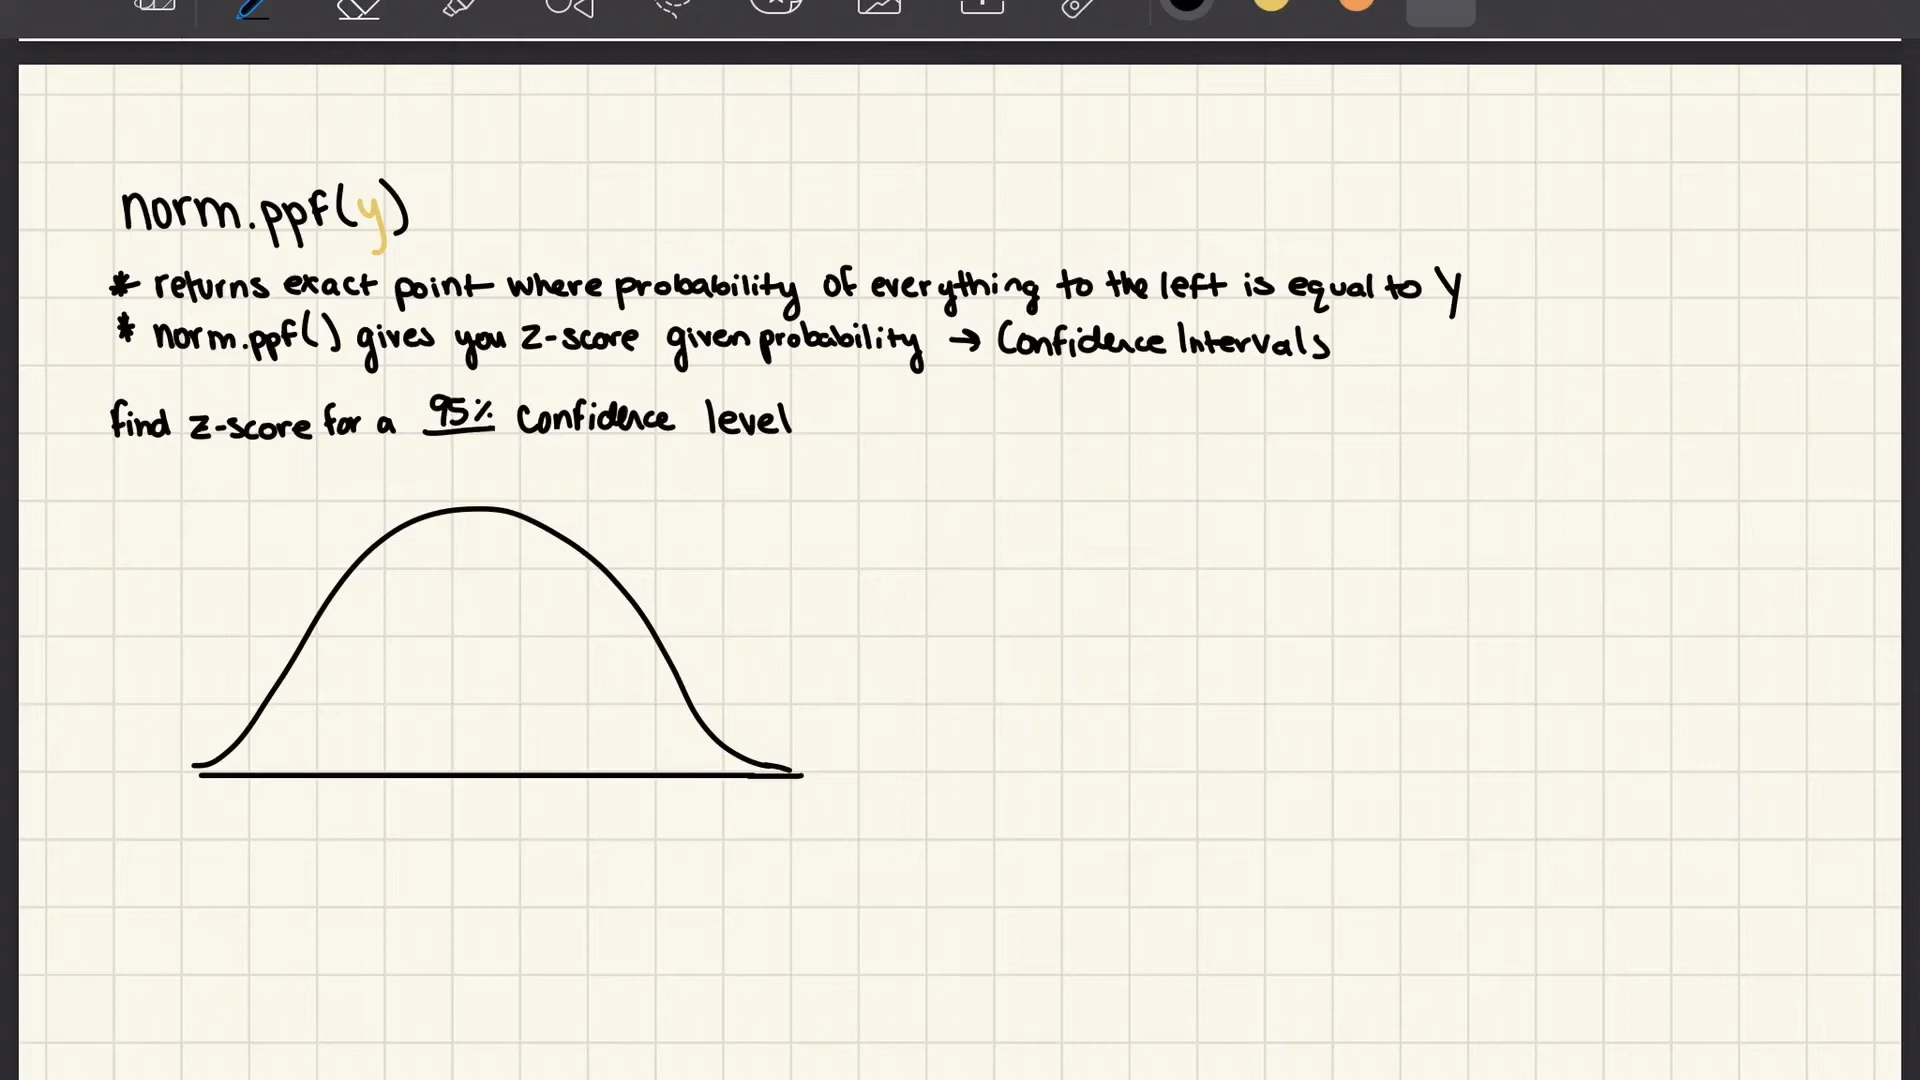 norm.ppf(y)
* returns exact point where probability of everything to the left is equal to Y
* norm.ppf() gives you z-score given probability → Confidence Intervals
find z-score for a 95% confidence level